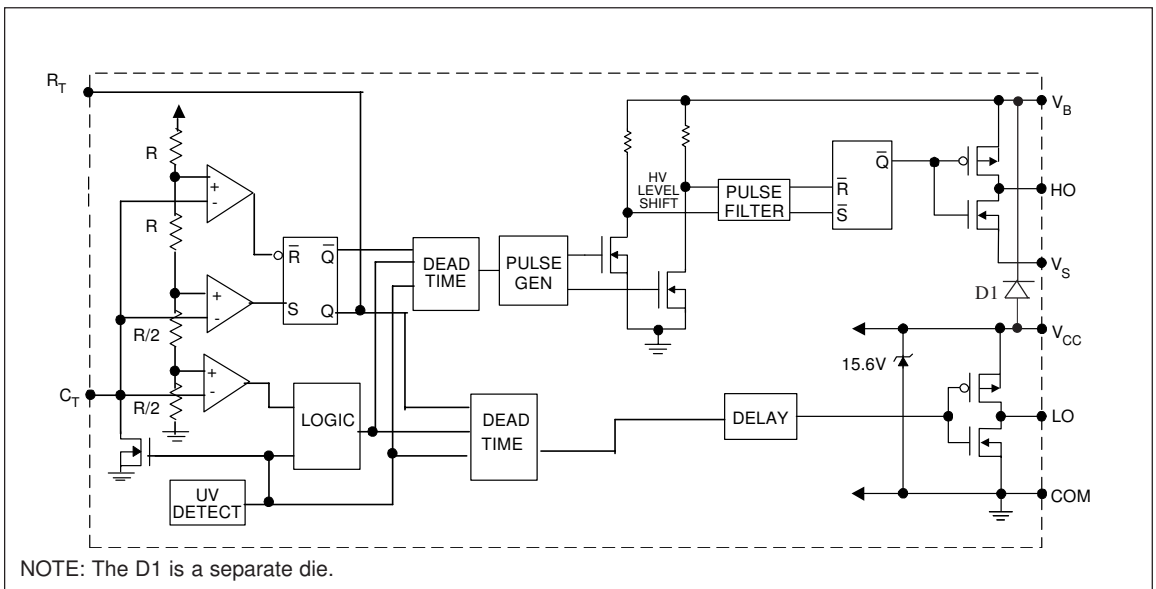 R_T
V_B
R
+
-
HV
LEVEL
SHIFT
PULSE
FILTER
R̅
S̅
Q̅
HO
R
R̅
S
Q̅
Q
DEAD
TIME
PULSE
GEN
V_S
+
-
D1
R/2
V_CC
15.6V
+
-
C_T
R/2
LOGIC
DEAD
TIME
DELAY
LO
UV
DETECT
COM
NOTE: The D1 is a separate die.